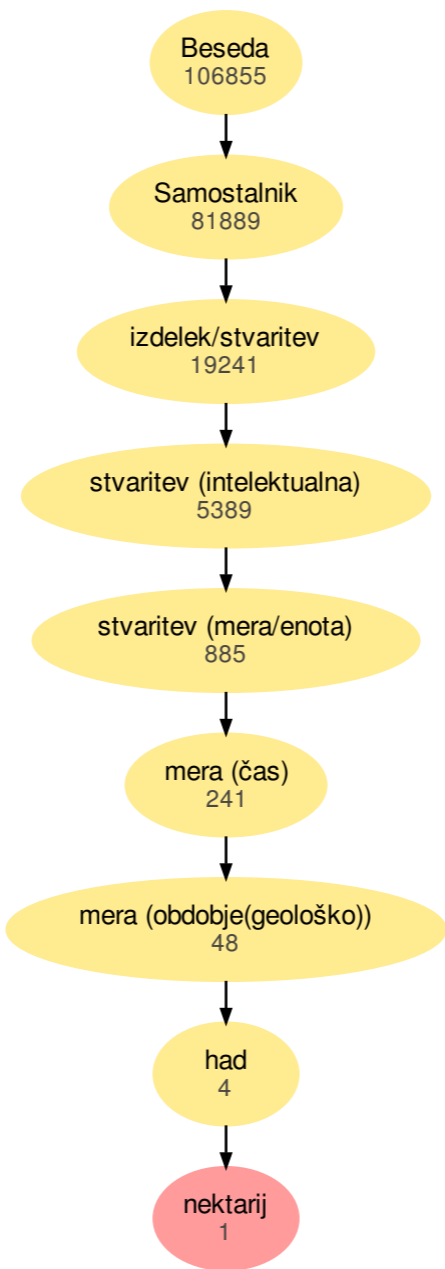 Beseda
106855
Samostalnik
81889
izdelek/stvaritev
19241
stvaritev (intelektualna)
5389
stvaritev (mera/enota)
885
mera (čas)
241
mera (obdobje(geološko))
48
had
4
nektarij
1